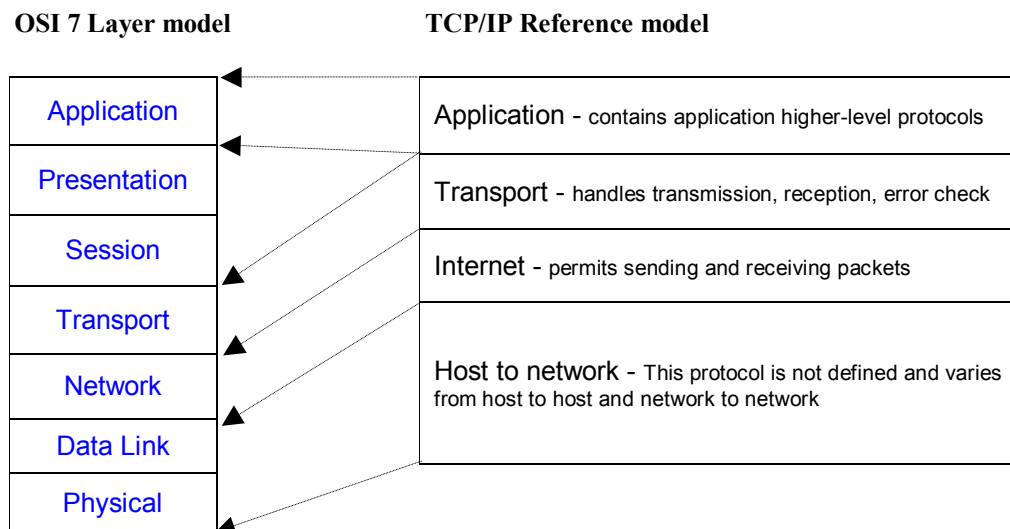 OSI 7 Layer model
TCP/IP Reference model
Application
Presentation
Session
Transport
Network
Data Link
Physical
Application - contains application higher-level protocols
Transport - handles transmission, reception, error check
Internet - permits sending and receiving packets
Host to network - This protocol is not defined and varies
from host to host and network to network